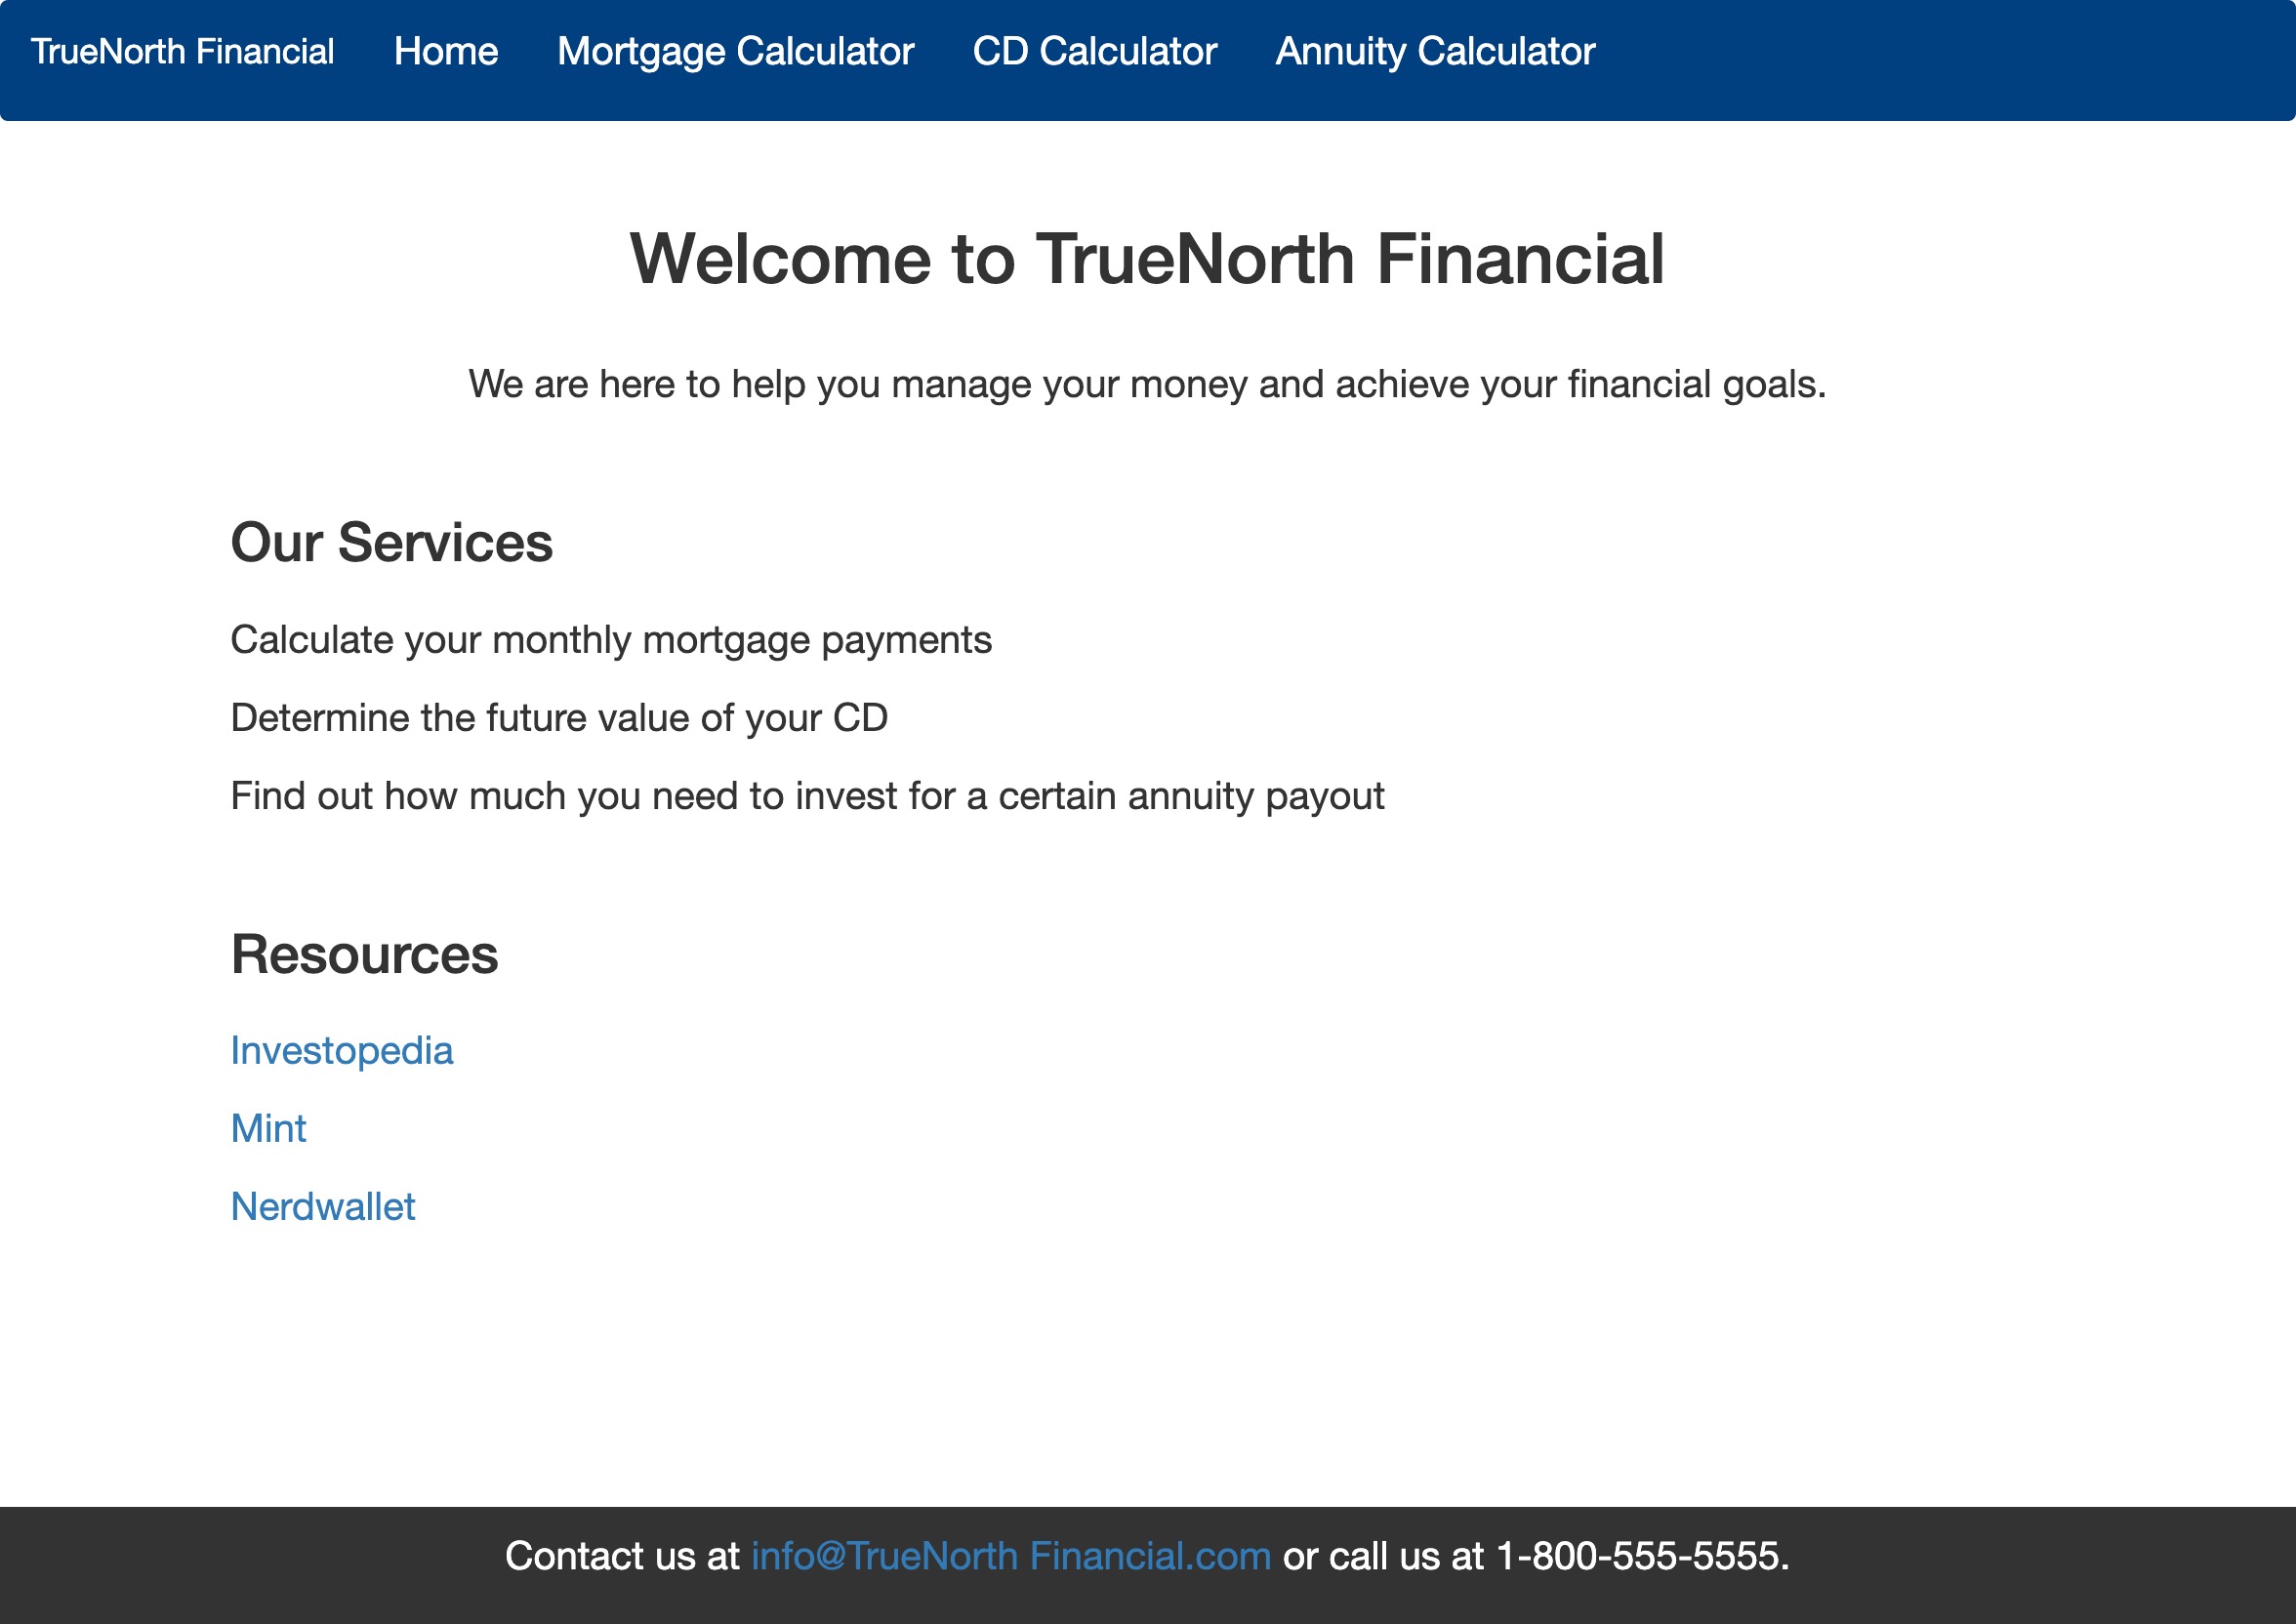 TrueNorth Financial Home Mortgage Calculator CD Calculator Annuity Calculator
Welcome to TrueNorth Financial
We are here to help you manage your money and achieve your financial goals.
Our Services
Calculate your monthly mortgage payments
Determine the future value of your CD
Find out how much you need to invest for a certain annuity payout
Resources
Investopedia
Mint
Nerdwallet
Contact us at info@TrueNorth Financial.com or call us at 1-800-555-5555.